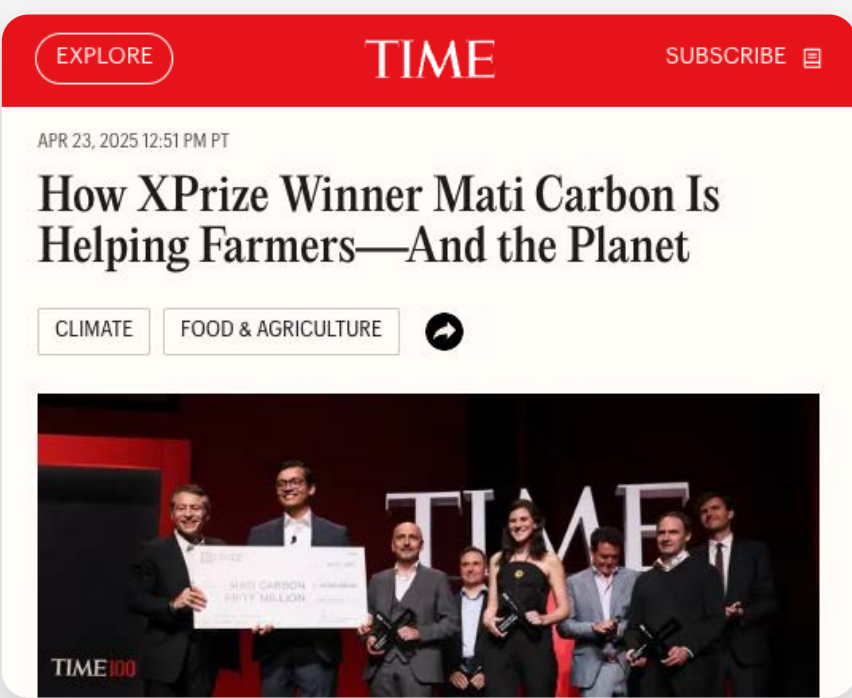 EXPLORE
TIME
SUBSCRIBE
APR 23, 2025 12:51 PM PT
How XPrize Winner Mati Carbon Is
Helping Farmers—And the Planet
CLIMATE
FOOD & AGRICULTURE
TIME
XPRIZE
MATI CARBON
FIFTY MILLION
TIME100